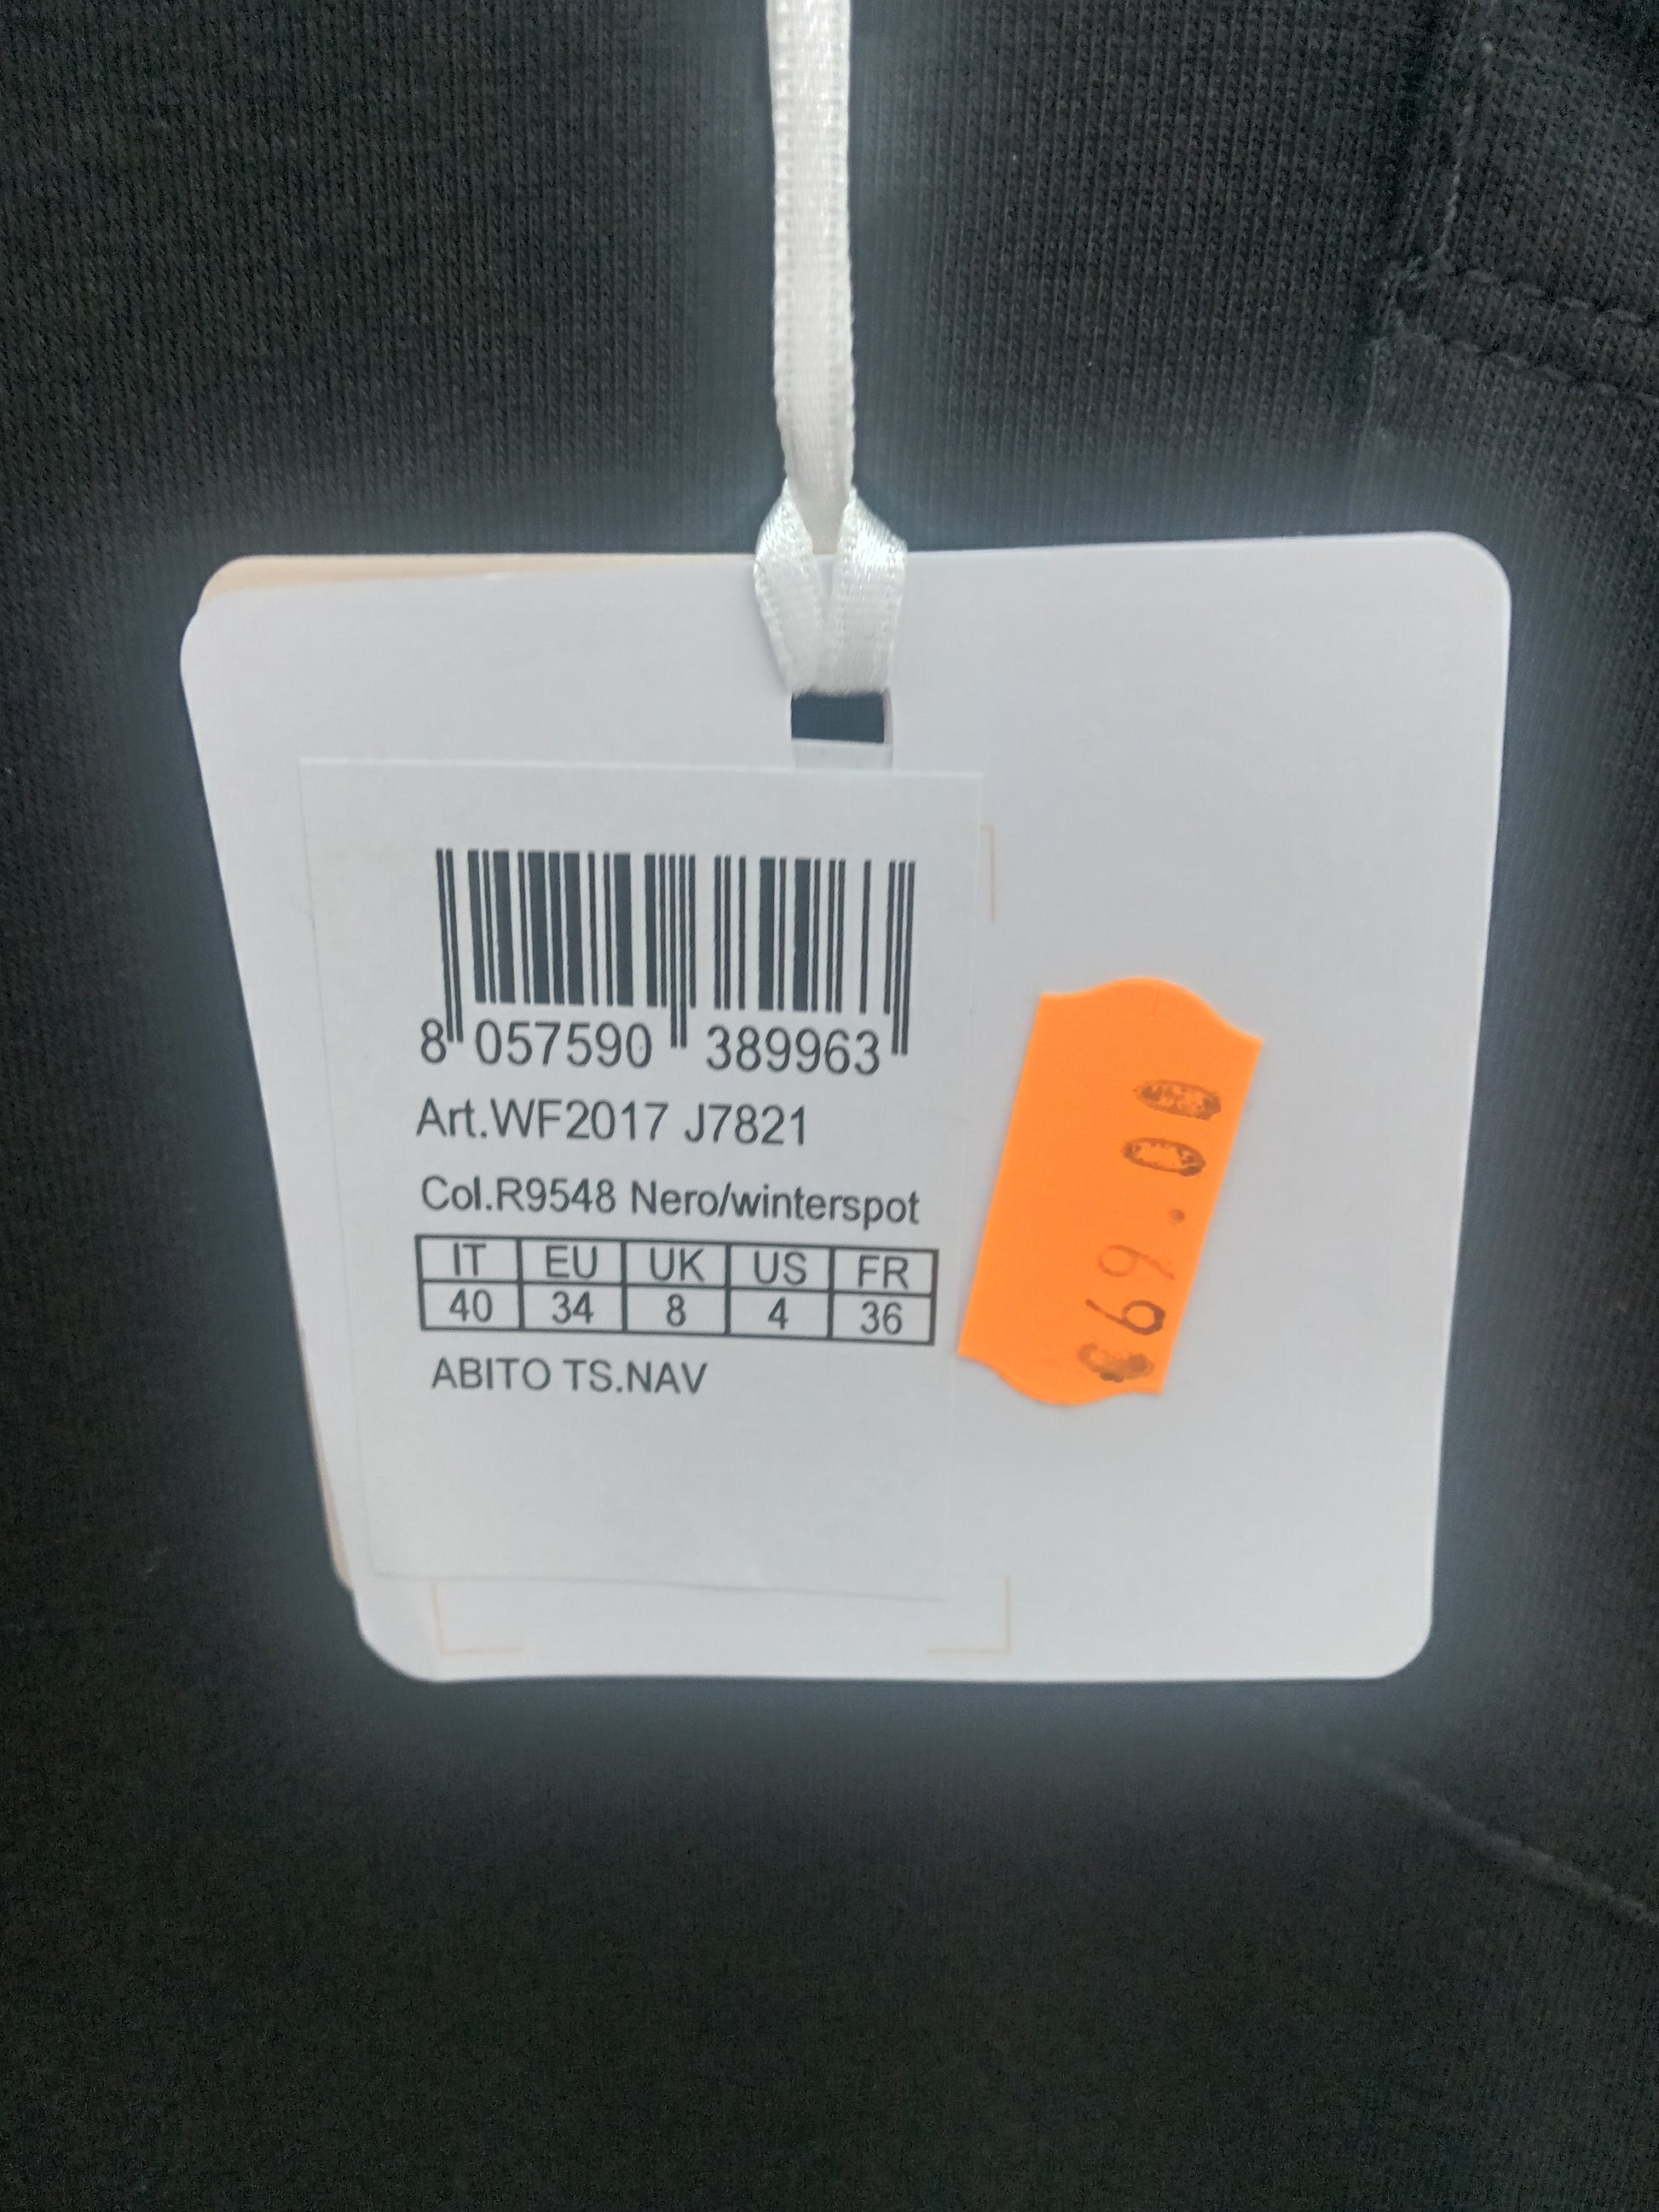 8 057590 389963
Art.WF2017 J7821
Col.R9548 Nero/winterspot
IT EU UK US FR
40 34 8 4 36
ABITO TS.NAV
€69.00